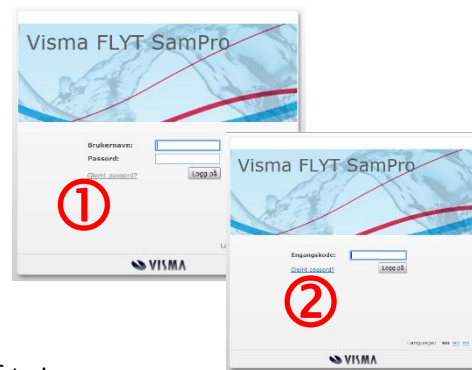 Visma FLYT SamPro
Brukernavn:
Passord:
Glemt passord?
Logg på
①
VISMA
Visma FLYT SamPro
Engangskode:
Glemt passord?
Logg på
②
Language: no
VISMA